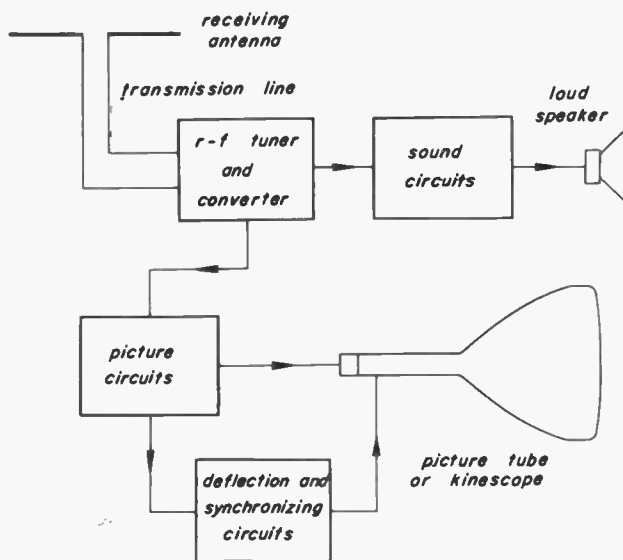 receiving
antenna
transmission line
r-f tuner
and
converter
sound
circuits
loud
speaker
picture
circuits
deflection and
synchronizing
circuits
picture tube
or kinescope